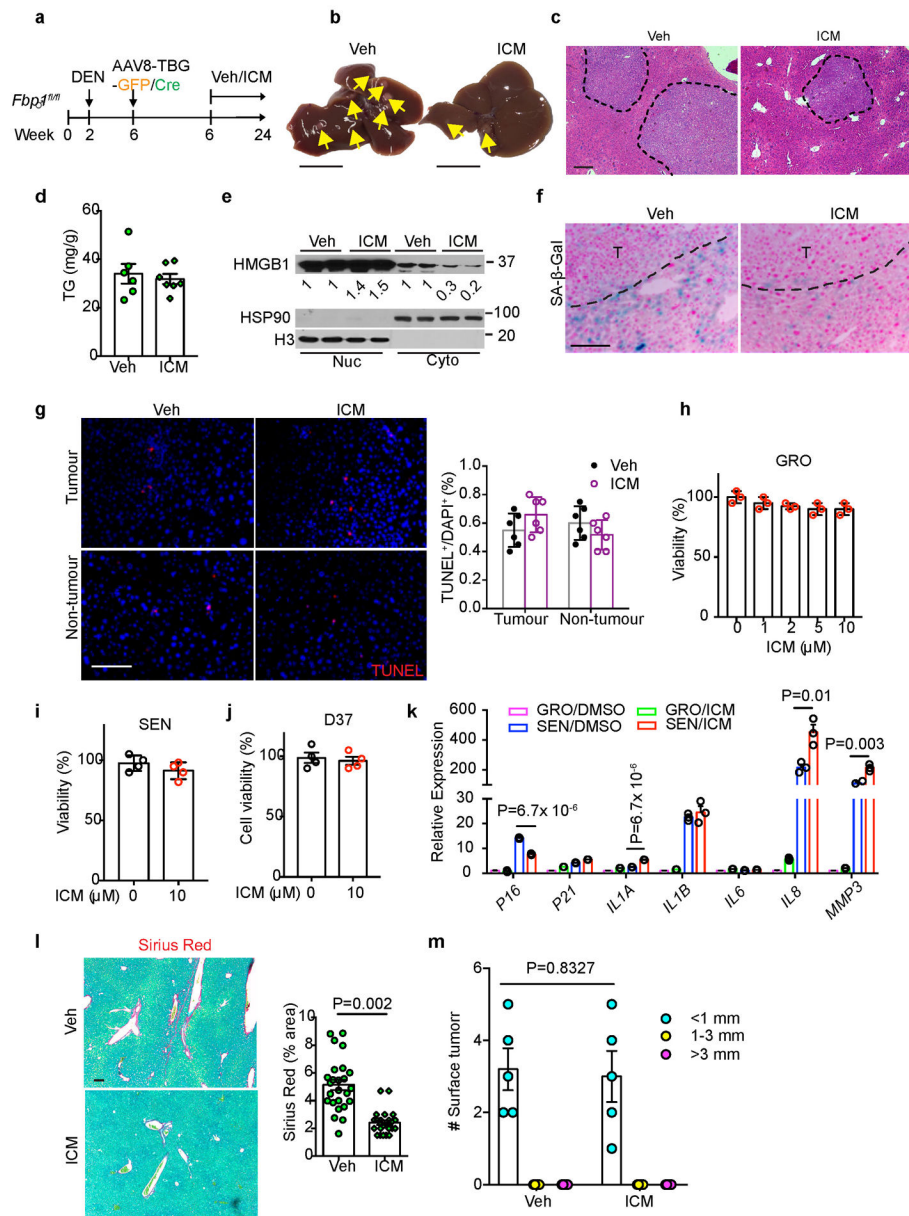 a
DEN
AAV8-TBG
-GFP/Cre
Veh/ICM
Fbp1fl/fl
Week 0 2 6 6 24
b
Veh
ICM
c
Veh
ICM
d
TG (mg/g)
60
40
20
0
Veh
ICM
e
Veh ICM Veh ICM
HMGB1
37
1 1 1.4 1.5 1 1 0.3 0.2
HSP90
100
H3
20
Nuc
Cyto
f
Veh
ICM
SA-β-Gal
T
T
g
Veh
ICM
Tumour
Non-tumour
TUNEL
TUNEL+/DAPI+ (%)
0.8
0.6
0.4
0.2
0.0
Veh
ICM
Tumour
Non-tumour
h
GRO
Viability (%)
100
50
0
0 1 2 5 10
ICM (µM)
i
SEN
Viability (%)
100
50
0
ICM (µM) 0 10
j
D37
Cell viability (%)
100
50
0
ICM (µM) 0 10
k
GRO/DMSO
GRO/ICM
SEN/DMSO
SEN/ICM
P=0.01
P=0.003
P=6.7x 10-6
P=6.7x 10-6
Relative Expression
600
400
200
30
20
10
0
P16 P21 IL1A IL1B IL6 IL8 MMP3
l
Sirius Red
Veh
ICM
P=0.002
Sirius Red (% area)
10
8
6
4
2
0
Veh
ICM
m
P=0.8327
# Surface tumorr
6
4
2
0
<1 mm
1-3 mm
>3 mm
Veh
ICM